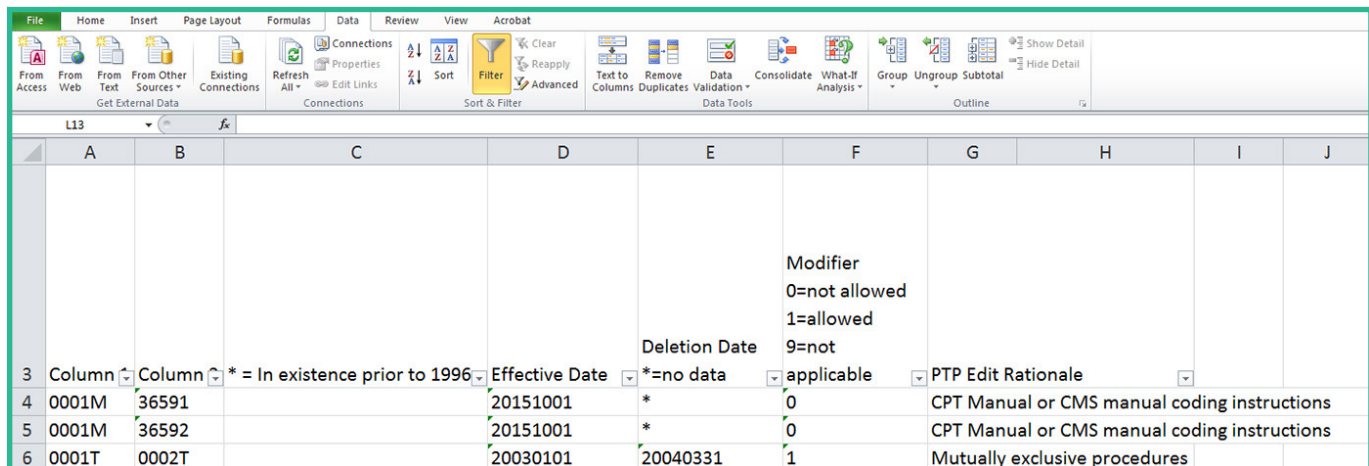 File Home Insert Page Layout Formulas Data Review View Acrobat
From Access
From Web
From Text
From Other Sources
Existing Connections
Get External Data
Refresh All
Connections
Properties
Edit Links
Connections
Sort
Filter
Clear
Reapply
Advanced
Sort & Filter
Text to Columns
Remove Duplicates
Data Validation
Consolidate
What-If Analysis
Data Tools
Group
Ungroup
Subtotal
Show Detail
Hide Detail
Outline
L13 fx
A B C D E F G H I J
Modifier
0=not allowed
1=allowed
Deletion Date 9=not
3 Column Column * = In existence prior to 1996 Effective Date *=no data applicable PTP Edit Rationale
4 0001M 36591 20151001 * 0 CPT Manual or CMS manual coding instructions
5 0001M 36592 20151001 * 0 CPT Manual or CMS manual coding instructions
6 0001T 0002T 20030101 20040331 1 Mutually exclusive procedures